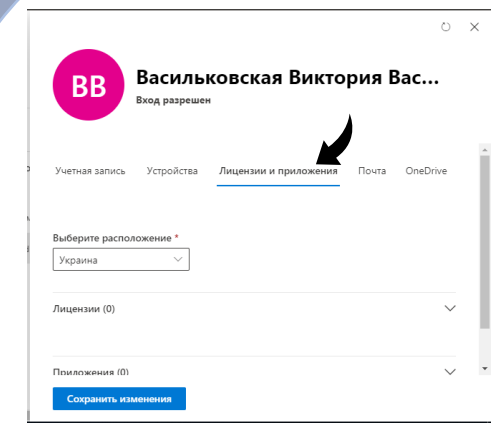 ВВ
Васильковская Виктория Вас...
Вход разрешен
Учетная запись Устройства Лицензии и приложения Почта OneDrive
Выберите расположение *
Украина
Лицензии (0)
Приложения (0)
Сохранить изменения